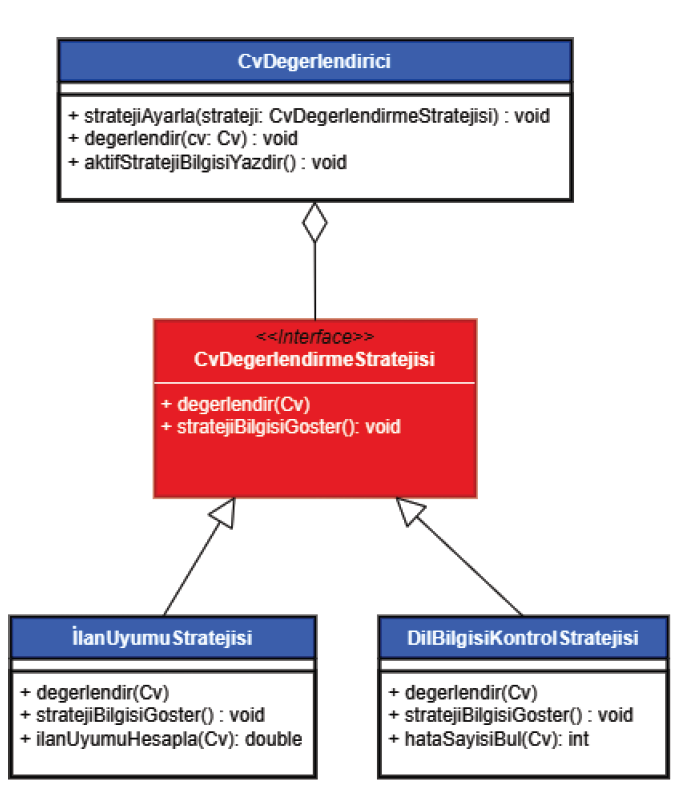 CvDegerlendirici
+ stratejiAyarla(strateji: CvDegerlendirmeStratejisi) : void
+ degerlendir(cv: Cv) : void
+ aktifStratejiBilgisiYazdir() : void
<<Interface>>
CvDegerlendirmeStratejisi
+ degerlendir(Cv)
+ stratejiBilgisiGoster(): void
İlanUyumuStratejisi
+ degerlendir(Cv)
+ stratejiBilgisiGoster() : void
+ ilanUyumuHesapla(Cv): double
DilBilgisiKontrolStratejisi
+ degerlendir(Cv)
+ stratejiBilgisiGoster() : void
+ hataSayisiBul(Cv): int